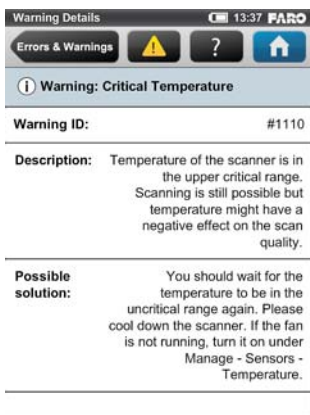 Warning Details 13:37 FARO
Errors & Warnings ?
i Warning: Critical Temperature
Warning ID: #1110
Description: Temperature of the scanner is in
the upper critical range.
Scanning is still possible but
temperature might have a
negative effect on the scan
quality.
Possible You should wait for the
solution: temperature to be in the
uncritical range again. Please
cool down the scanner. If the fan
is not running, turn it on under
Manage - Sensors -
Temperature.